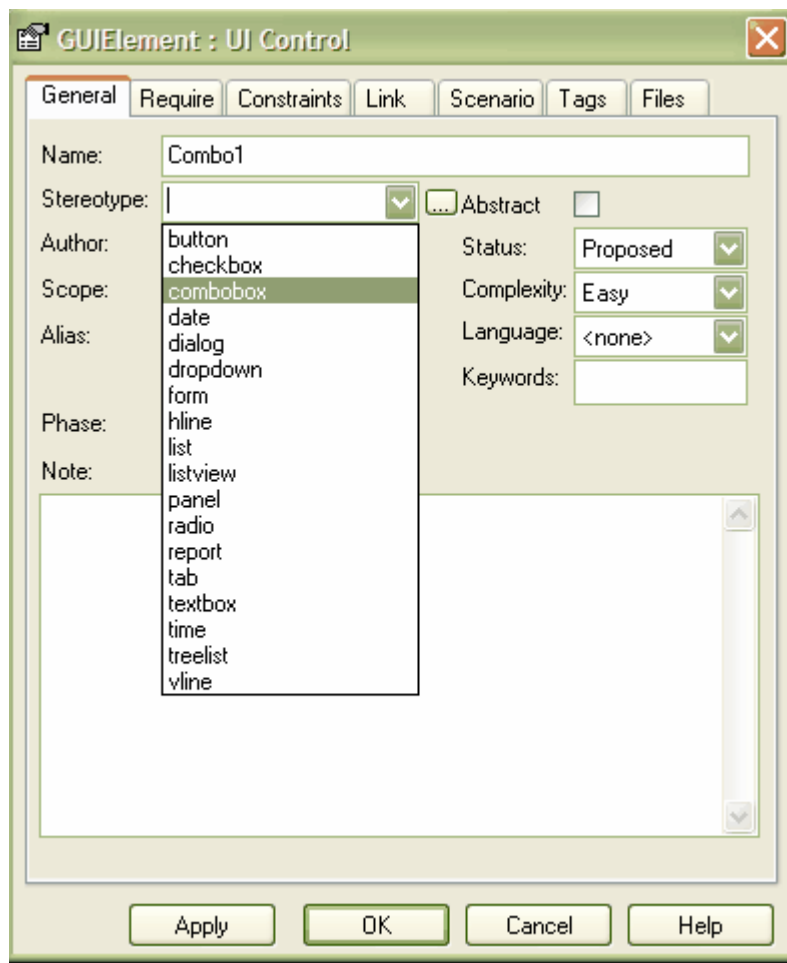 GUIElement : UI Control
General Require Constraints Link Scenario Tags Files
Name: Combo1
Stereotype: ... Abstract
Author: Status: Proposed
Scope: Complexity: Easy
Alias: Language: <none>
Keywords:
Phase:
Note:
button
checkbox
combobox
date
dialog
dropdown
form
hline
list
listview
panel
radio
report
tab
textbox
time
treelist
vline
Apply OK Cancel Help